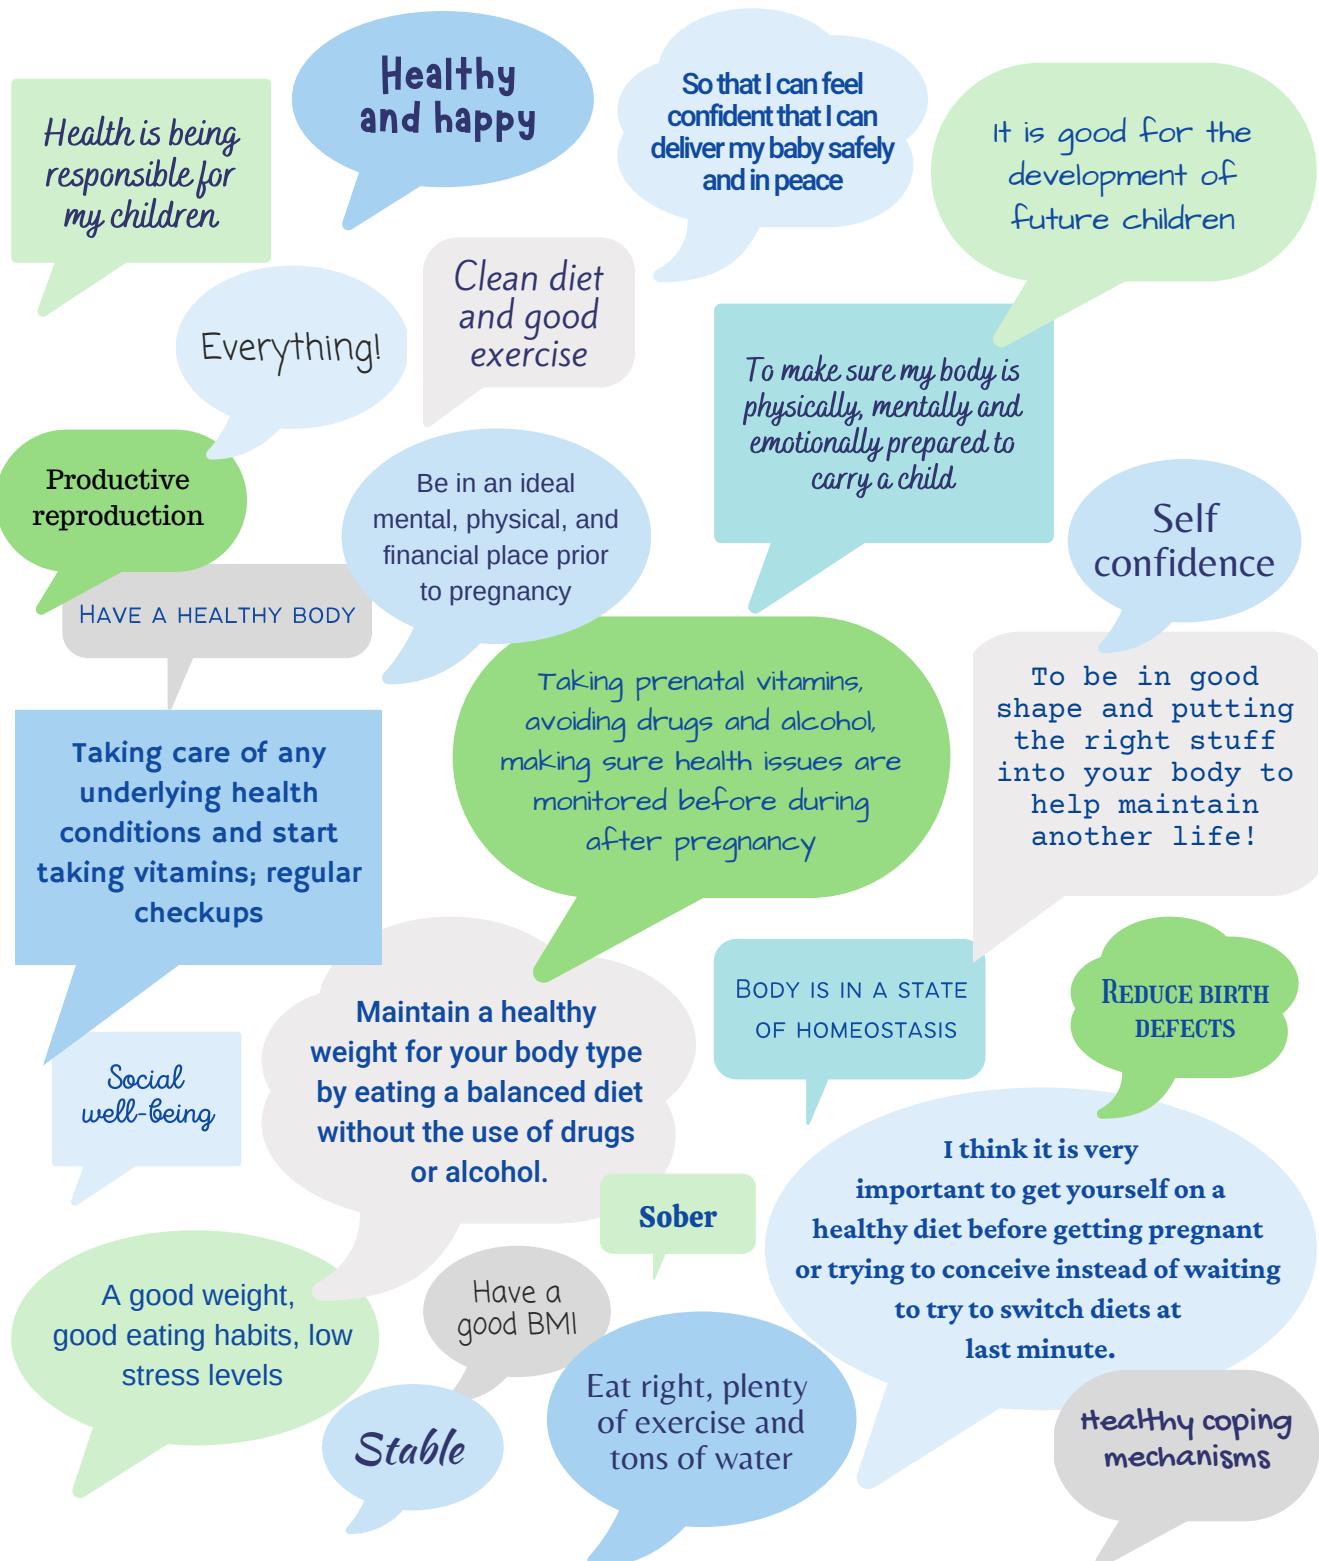 Healthy
and happy
So that I can feel
confident that I can
deliver my baby safely
and in peace
Health is being
responsible for
my children
It is good for the
development of
future children
Clean diet
and good
exercise
Everything!
To make sure my body is
physically, mentally and
emotionally prepared to
carry a child
Productive
reproduction
Be in an ideal
mental, physical, and
financial place prior
to pregnancy
Self
confidence
HAVE A HEALTHY BODY
Taking prenatal vitamins,
avoiding drugs and alcohol,
making sure health issues are
monitored before during
after pregnancy
To be in good
shape and putting
the right stuff
into your body to
help maintain
another life!
Taking care of any
underlying health
conditions and start
taking vitamins; regular
checkups
BODY IS IN A STATE
OF HOMEOSTASIS
REDUCE BIRTH
DEFECTS
Maintain a healthy
weight for your body type
by eating a balanced diet
without the use of drugs
or alcohol.
Social
well-being
I think it is very
important to get yourself on a
healthy diet before getting pregnant
or trying to conceive instead of waiting
to try to switch diets at
last minute.
Sober
A good weight,
good eating habits, low
stress levels
Have a
good BMI
Eat right, plenty
of exercise and
tons of water
Stable
Healthy coping
mechanisms